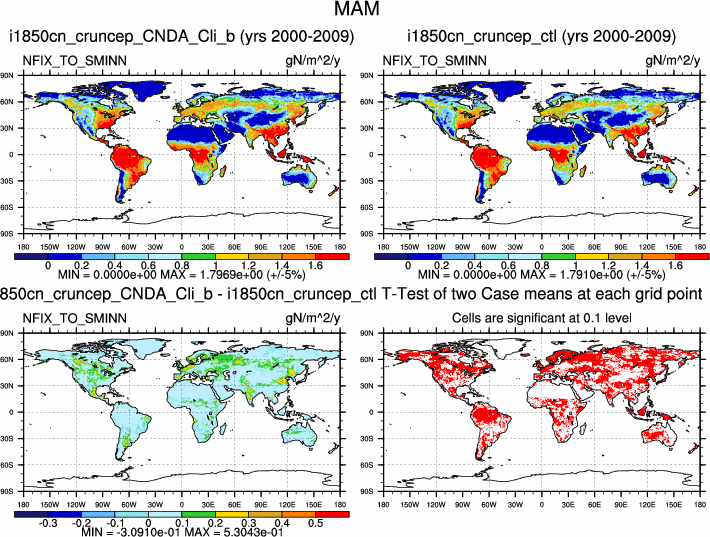 MAM
i1850cn_cruncep_CNDA_Cli_b (yrs 2000-2009)
i1850cn_cruncep_ctl (yrs 2000-2009)
NFIX_TO_SMINN gN/m^2/y
NFIX_TO_SMINN gN/m^2/y
90N
60N
30N
0
30S
60S
90S
180 150W 120W 90W 60W 30W 0 30E 60E 90E 120E 150E 180
0 0.2 0.4 0.6 0.8 1 1.2 1.4 1.6
MIN = 0.0000e+00 MAX = 1.7969e+00 (+/-5%)
90N
60N
30N
0
30S
60S
90S
180 150W 120W 90W 60W 30W 0 30E 60E 90E 120E 150E 180
0 0.2 0.4 0.6 0.8 1 1.2 1.4 1.6
MIN = 0.0000e+00 MAX = 1.7910e+00 (+/-5%)
850cn_cruncep_CNDA_Cli_b - i1850cn_cruncep_ctl
T-Test of two Case means at each grid point
NFIX_TO_SMINN gN/m^2/y
Cells are significant at 0.1 level
90N
60N
30N
0
30S
60S
90S
180 150W 120W 90W 60W 30W 0 30E 60E 90E 120E 150E 180
-0.3 -0.2 -0.1 0 0.1 0.2 0.3 0.4 0.5
MIN = -3.0910e-01 MAX = 5.3043e-01
90N
60N
30N
0
30S
60S
90S
180 150W 120W 90W 60W 30W 0 30E 60E 90E 120E 150E 180